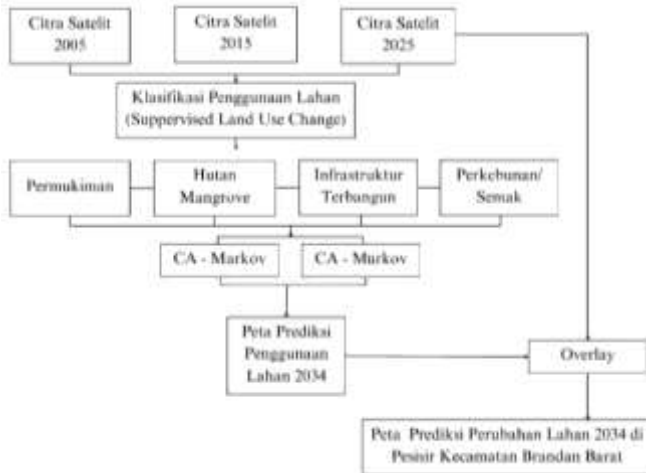 Citra Satelit
2005
Citra Satelit
2015
Citra Satelit
2025
Klasifikasi Penggunaan Lahan
(Suppervised Land Use Change)
Permukiman
Hutan
Mangrove
Infrastruktur
Terbangun
Perkebunan/
Semak
CA - Markov
CA - Markov
Peta Prediksi
Penggunaan
Lahan 2034
Overlay
Peta Prediksi Perubahan Lahan 2034 di
Pesisir Kecamatan Brandan Barat